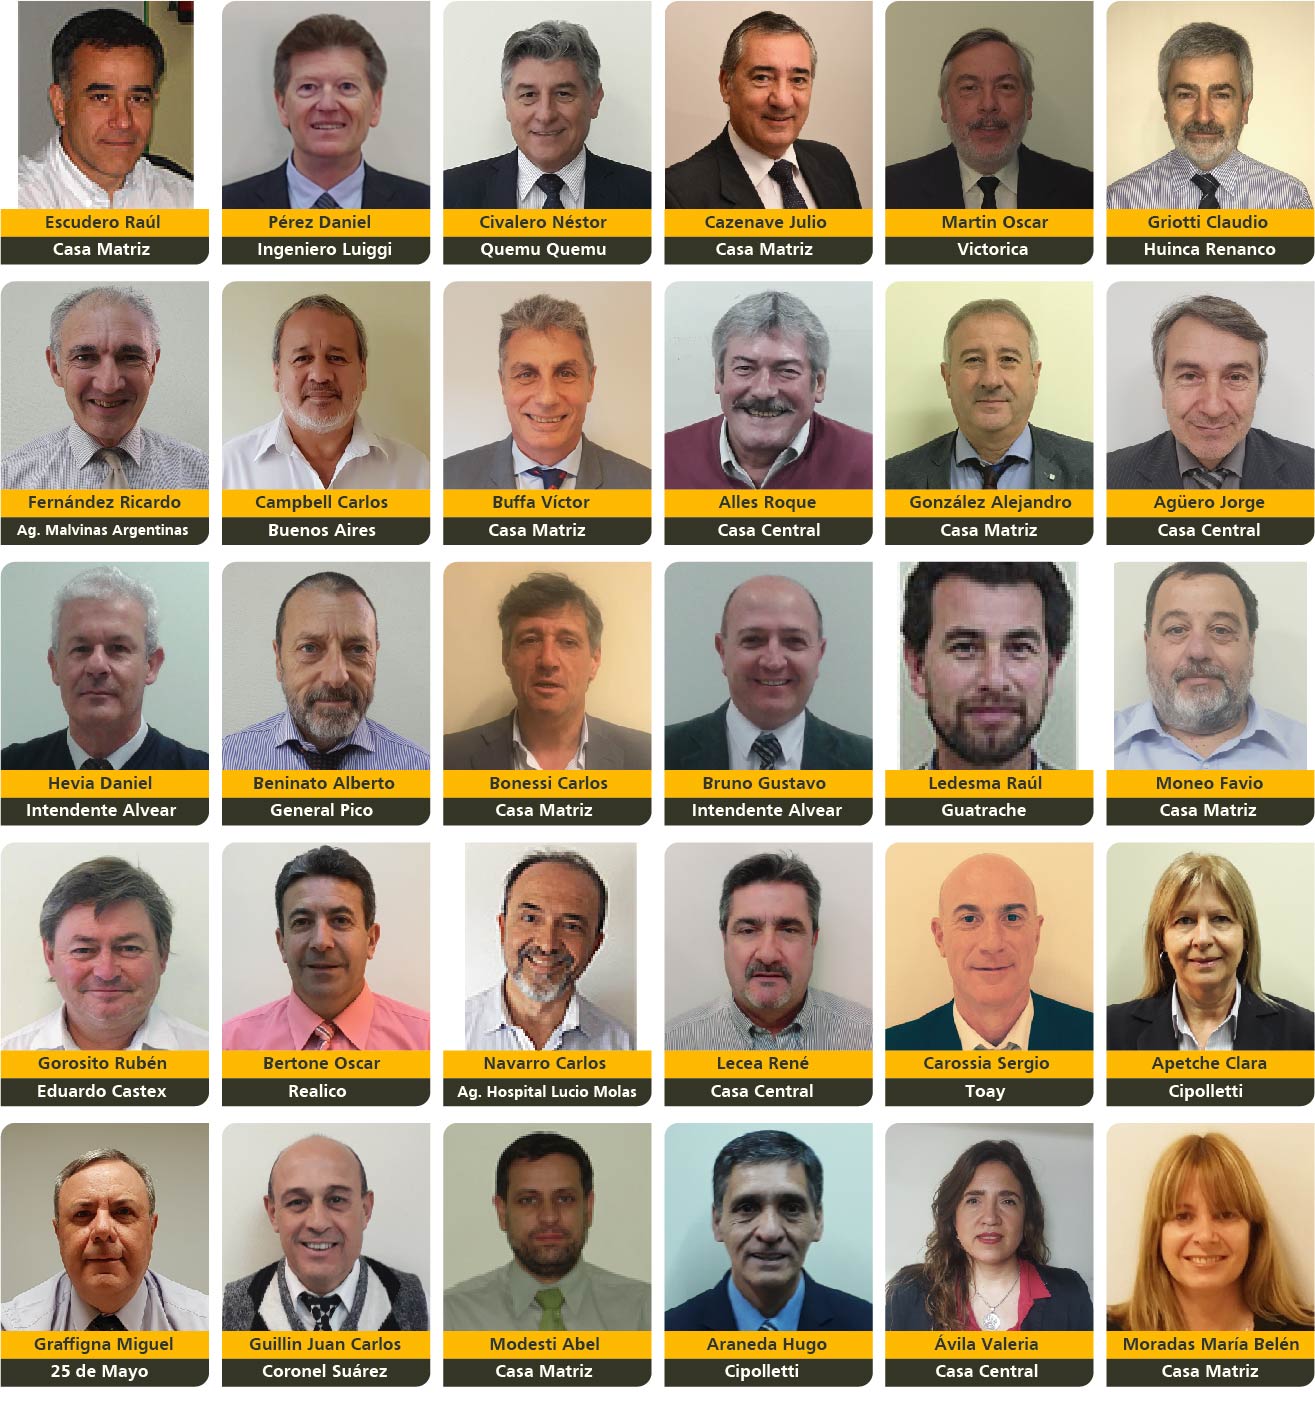 Escudero Raúl
Casa Matriz
Pérez Daniel
Ingeniero Luiggi
Civalero Néstor
Quemu Quemu
Cazenave Julio
Casa Matriz
Martin Oscar
Victorica
Griotti Claudio
Huinca Renanco
Fernández Ricardo
Ag. Malvinas Argentinas
Campbell Carlos
Buenos Aires
Buffa Víctor
Casa Matriz
Alles Roque
Casa Central
González Alejandro
Casa Matriz
Agüero Jorge
Casa Central
Hevia Daniel
Intendente Alvear
Beninato Alberto
General Pico
Bonessi Carlos
Casa Matriz
Bruno Gustavo
Intendente Alvear
Ledesma Raúl
Guatrache
Moneo Favio
Casa Matriz
Gorosito Rubén
Eduardo Castex
Bertone Oscar
Realico
Navarro Carlos
Ag. Hospital Lucio Molas
Lecea René
Casa Central
Carossia Sergio
Toay
Apetche Clara
Cipolletti
Graffigna Miguel
25 de Mayo
Guillin Juan Carlos
Coronel Suárez
Modesti Abel
Casa Matriz
Araneda Hugo
Cipolletti
Ávila Valeria
Casa Central
Moradas María Belén
Casa Matriz